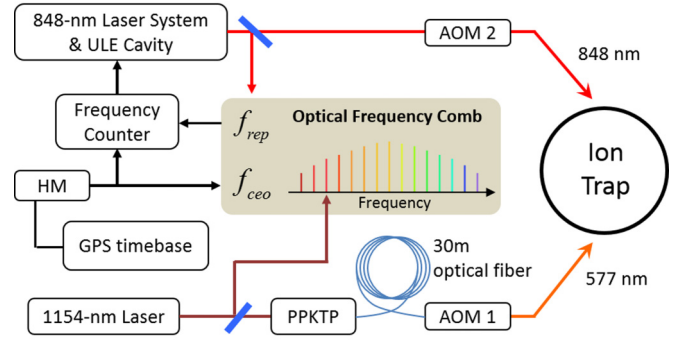 848-nm Laser System
& ULE Cavity
AOM 2
848 nm
Frequency
Counter
f_rep
Optical Frequency Comb
f_ceo
Frequency
HM
GPS timebase
Ion
Trap
30m
optical fiber
577 nm
1154-nm Laser
PPKTP
AOM 1